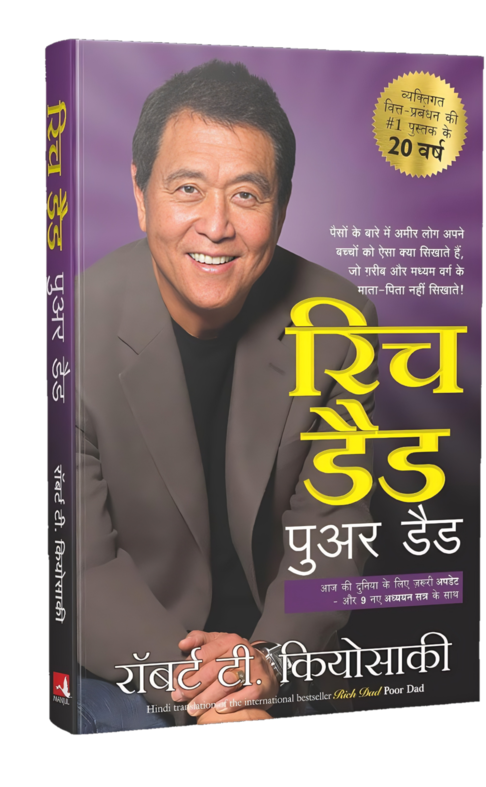 व्यक्तिगत
वित्त-प्रबंधन की
#1 पुस्तक के
20 वर्ष
पैसों के बारे में अमीर लोग अपने
बच्चों को ऐसा क्या सिखाते हैं,
जो ग़रीब और मध्यम वर्ग के
माता-पिता नहीं सिखाते!
रिच
डैड
पुअर डैड
आज की दुनिया के लिए ज़रूरी अपडेट
- और 9 नए अध्ययन सत्र के साथ
रॉबर्ट टी. कियोसाकी
Hindi translation of the international bestseller Rich Dad Poor Dad
रिच डैड पुअर डैड रॉबर्ट टी. कियोसाकी
MANJUL